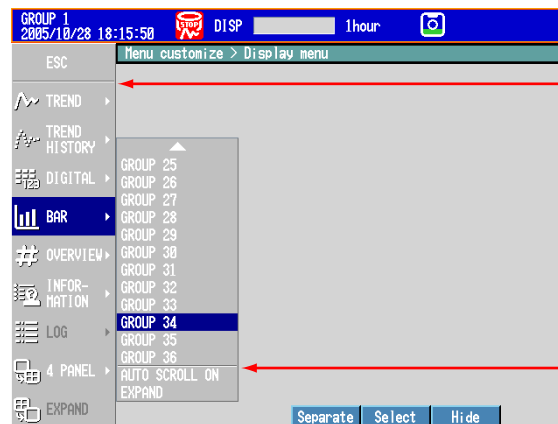 GROUP 1
2005/10/28 18:15:50
STOP
DISP
1hour
Menu customize > Display menu
ESC
TREND
TREND
HISTORY
DIGITAL
123
BAR
OVERVIEW
INFOR-
MATION
LOG
4 PANEL
EXPAND
GROUP 25
GROUP 26
GROUP 27
GROUP 28
GROUP 29
GROUP 30
GROUP 31
GROUP 32
GROUP 33
GROUP 34
GROUP 35
GROUP 36
AUTO SCROLL ON
EXPAND
Separate
Select
Hide